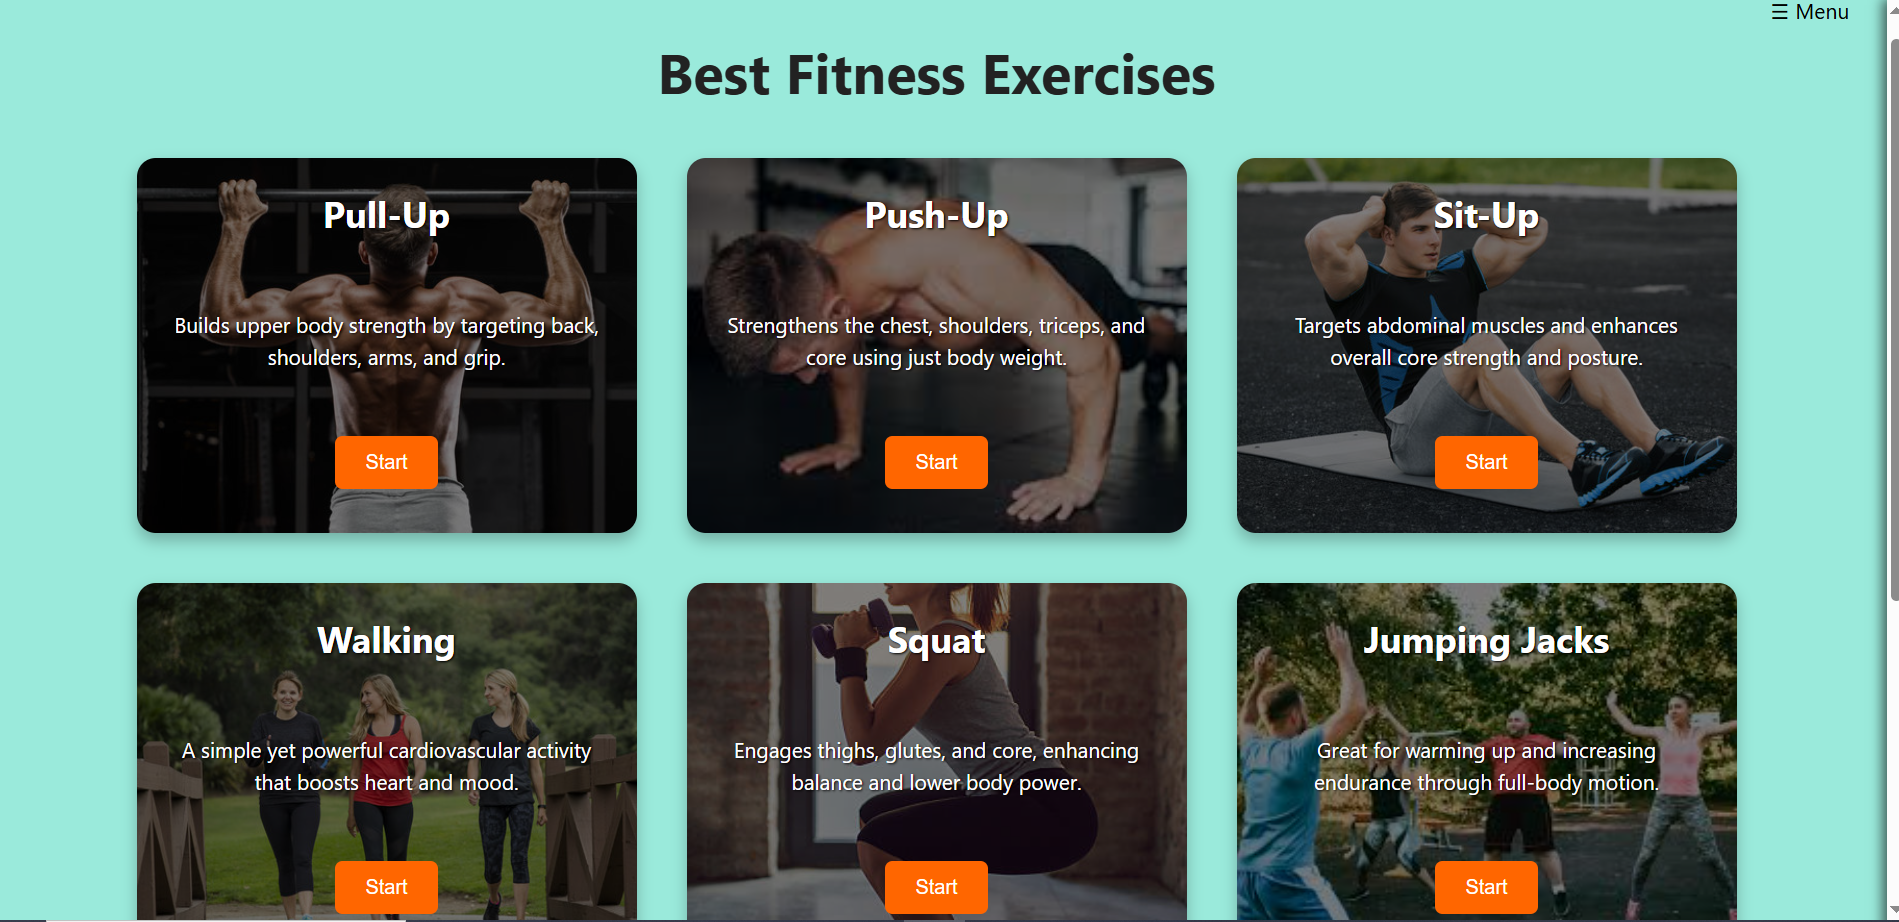 ☰ Menu
Best Fitness Exercises
Pull-Up
Builds upper body strength by targeting back,
shoulders, arms, and grip.
Start
Push-Up
Strengthens the chest, shoulders, triceps, and
core using just body weight.
Start
Sit-Up
Targets abdominal muscles and enhances
overall core strength and posture.
Start
Walking
A simple yet powerful cardiovascular activity
that boosts heart and mood.
Start
Squat
Engages thighs, glutes, and core, enhancing
balance and lower body power.
Start
Jumping Jacks
Great for warming up and increasing
endurance through full-body motion.
Start